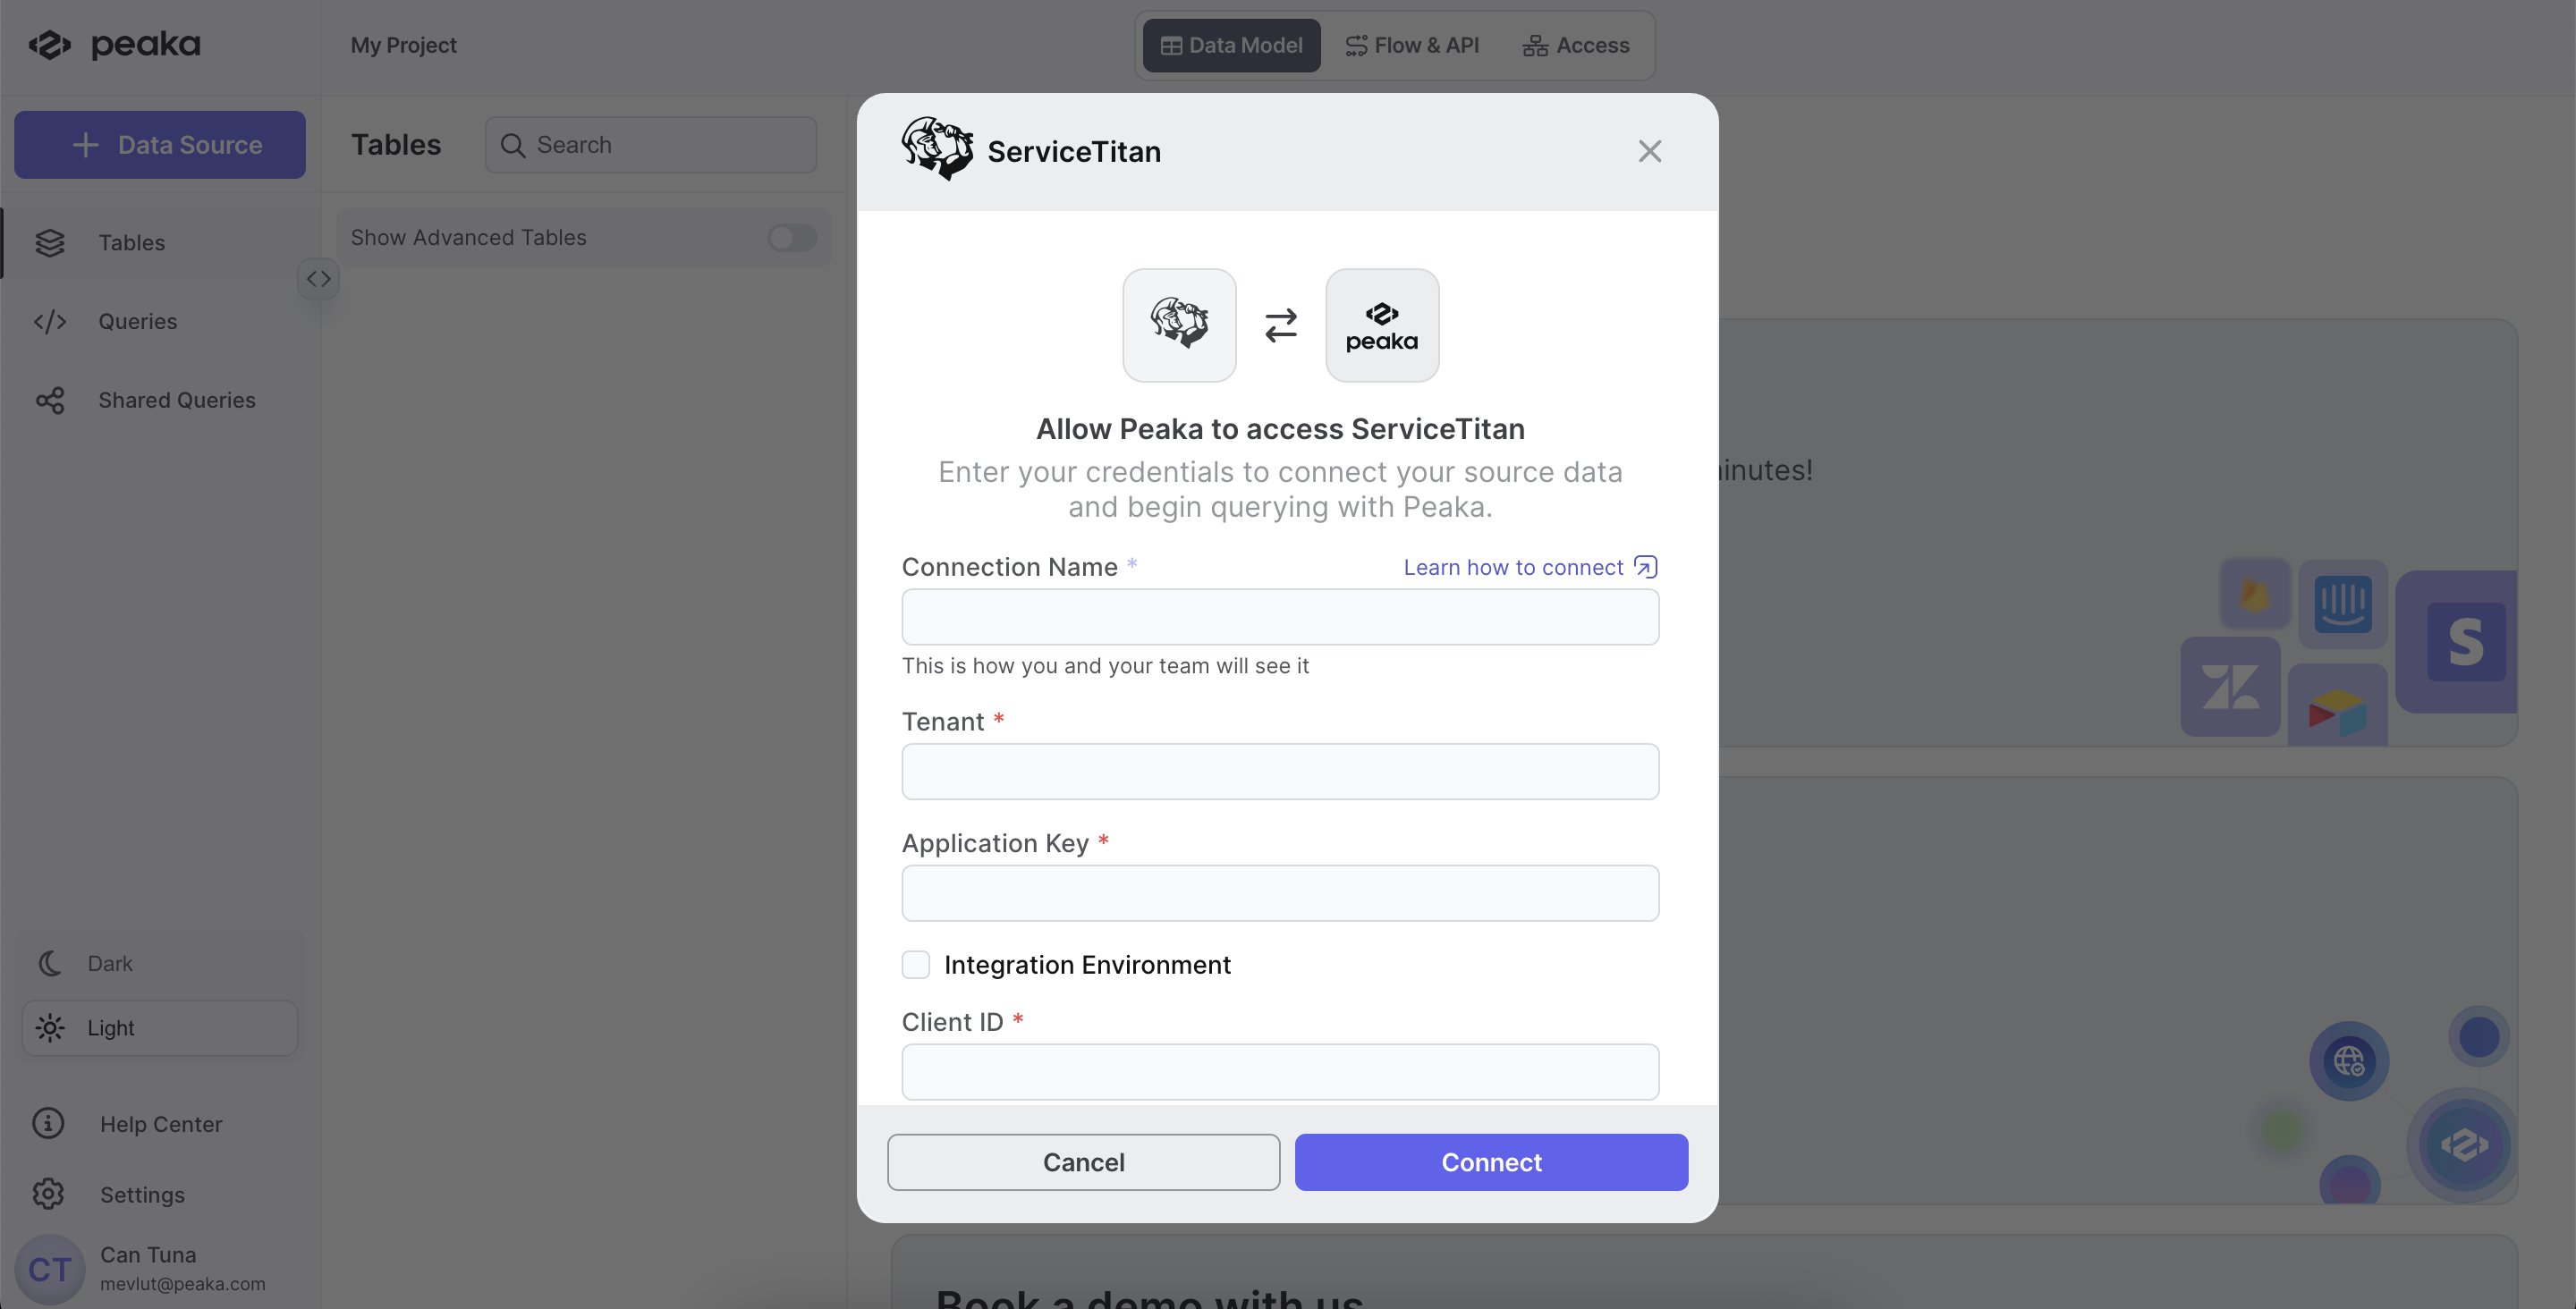 peaka
My Project
Data Model
Flow & API
Access
Data Source
Tables
Search
Show Advanced Tables
Tables
Queries
Shared Queries
Dark
Light
Help Center
Settings
CT
Can Tuna
mevlut@peaka.com
ServiceTitan
peaka
Allow Peaka to access ServiceTitan
Enter your credentials to connect your source data
and begin querying with Peaka.
Connection Name *
Learn how to connect
This is how you and your team will see it
Tenant *
Application Key *
Integration Environment
Client ID *
Cancel
Connect
inutes!
S
Book a demo with us